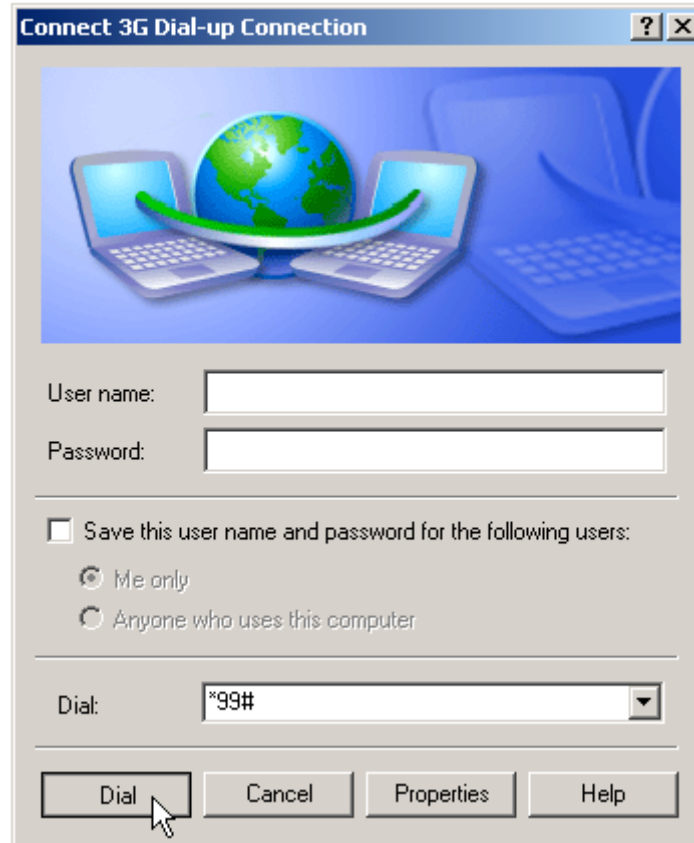 Connect 3G Dial-up Connection
User name:
Password:
Save this user name and password for the following users:
Me only
Anyone who uses this computer
Dial: *99#
Dial Cancel Properties Help